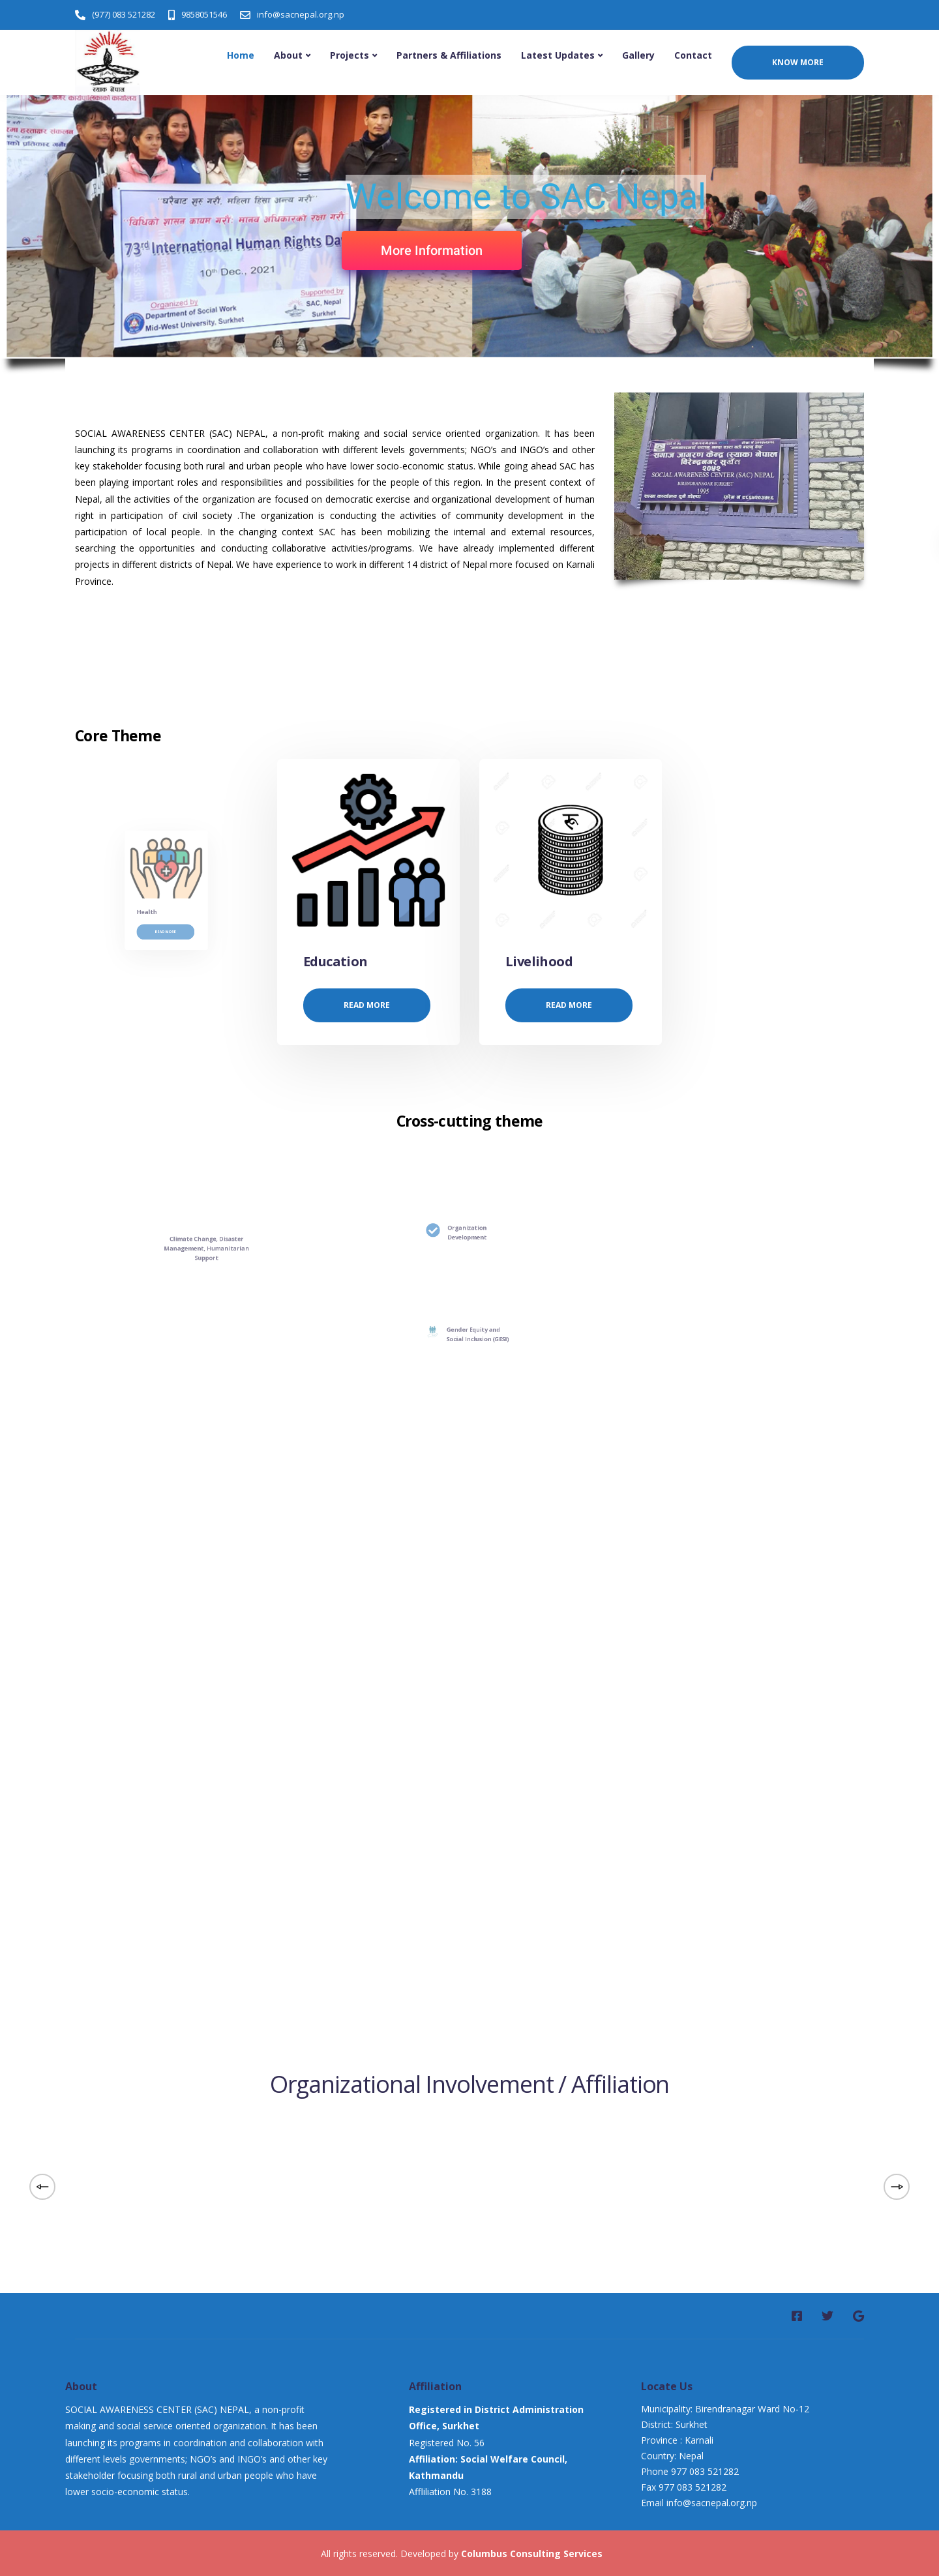 (977) 083 521282 9858051546 info@sacnepal.org.np
स्याक नेपाल
Home About Projects Partners & Affiliations Latest Updates Gallery Contact KNOW MORE
घरैबाट सुरु गरौं, महिला हिंसा अन्त्य गरौं
विधिको शासन गरौं, मानव अधिकारको रक्षा गरौं
73rd International Human Rights Day
10th Dec., 2021
Organized by
Department of Social Work
Mid-West University, Surkhet
Supported by
SAC, Nepal
Surkhet
Welcome to SAC Nepal
More Information
SOCIAL AWARENESS CENTER (SAC) NEPAL, a non-profit making and social service oriented organization. It has been
launching its programs in coordination and collaboration with different levels governments; NGO's and INGO's and other
key stakeholder focusing both rural and urban people who have lower socio-economic status. While going ahead SAC has
been playing important roles and responsibilities and possibilities for the people of this region. In the present context of
Nepal, all the activities of the organization are focused on democratic exercise and organizational development of human
right in participation of civil society .The organization is conducting the activities of community development in the
participation of local people. In the changing context SAC has been mobilizing the internal and external resources,
searching the opportunities and conducting collaborative activities/programs. We have already implemented different
projects in different districts of Nepal. We have experience to work in different 14 district of Nepal more focused on Karnali
Province.
समाज जागरण केन्द्र (स्याक) नेपाल
बिरेन्द्रनगर सुर्खेत
२०५२
SOCIAL AWARENESS CENTER (SAC) NEPAL
BIRENDRANAGAR SURKHET
1995
Core Theme
रू
Health
READ MORE
Education
READ MORE
Livelihood
READ MORE
Cross-cutting theme
Climate Change, Disaster
Management, Humanitarian
Support
Organization
Development
Gender Equity and
Social Inclusion (GESI)
Organizational Involvement / Affiliation
About
SOCIAL AWARENESS CENTER (SAC) NEPAL, a non-profit
making and social service oriented organization. It has been
launching its programs in coordination and collaboration with
different levels governments; NGO's and INGO's and other key
stakeholder focusing both rural and urban people who have
lower socio-economic status.
Affiliation
Registered in District Administration
Office, Surkhet
Registered No. 56
Affiliation: Social Welfare Council,
Kathmandu
Affliliation No. 3188
Locate Us
Municipality: Birendranagar Ward No-12
District: Surkhet
Province : Karnali
Country: Nepal
Phone 977 083 521282
Fax 977 083 521282
Email info@sacnepal.org.np
All rights reserved. Developed by Columbus Consulting Services